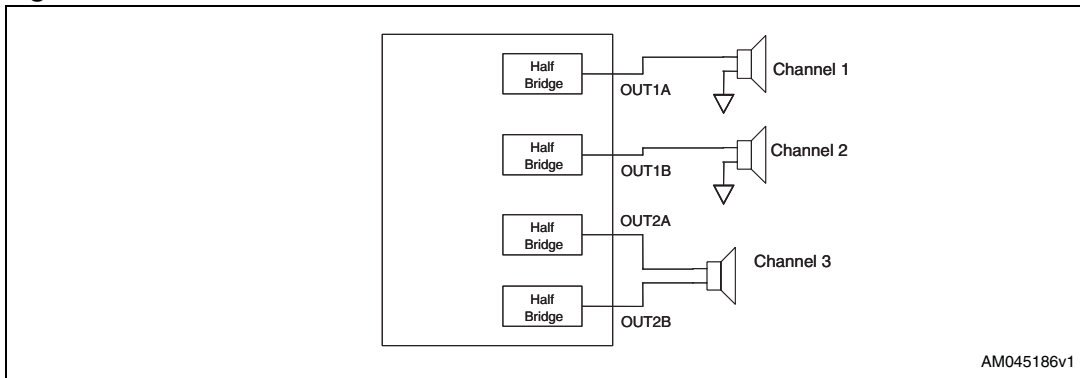 Half
Bridge
OUT1A
Channel 1
Half
Bridge
OUT1B
Channel 2
Half
Bridge
OUT2A
Channel 3
Half
Bridge
OUT2B
AM045186v1